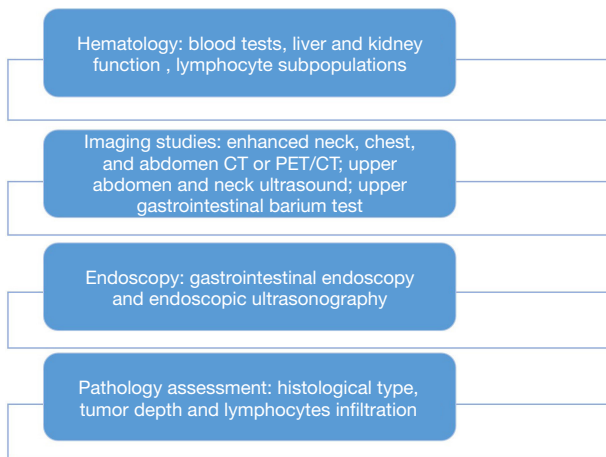 Hematology: blood tests, liver and kidney
function , lymphocyte subpopulations
Imaging studies: enhanced neck, chest,
and abdomen CT or PET/CT; upper
abdomen and neck ultrasound; upper
gastrointestinal barium test
Endoscopy: gastrointestinal endoscopy
and endoscopic ultrasonography
Pathology assessment: histological type,
tumor depth and lymphocytes infiltration